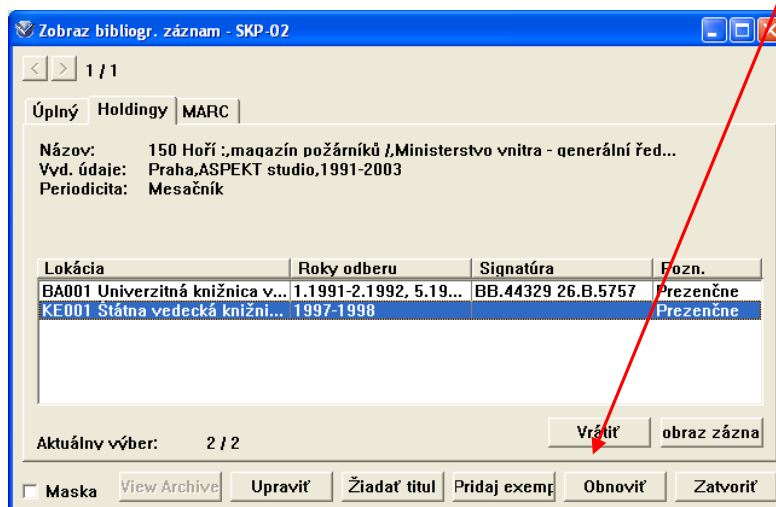 Zobraz bibliogr. záznam - SKP-02
< > 1 / 1
Úplný Holdingy MARC
Názov: 150 Hoří :,magazín požárníků /,Ministerstvo vnitra - generální řed...
Vyd. údaje: Praha,ASPEKT studio,1991-2003
Periodicita: Mesačník
Lokácia Roky odberu Signatúra Pozn.
BA001 Univerzitná knižnica v... 1.1991-2.1992, 5.19... BB.44329 26.B.5757 Prezenčne
KE001 Štátna vedecká knižni... 1997-1998 Prezenčne
Vrátiť obraz zázna
Aktuálny výber: 2 / 2
Maska View Archive Upraviť Žiadať titul Pridaj exemp Obnoviť Zatvoriť